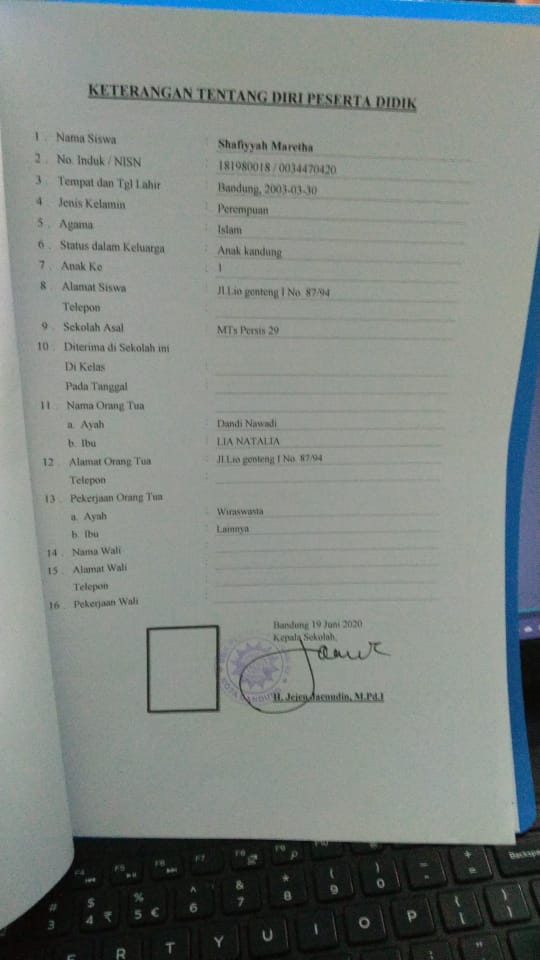 KETERANGAN TENTANG DIRI PESERTA DIDIK
1 . Nama Siswa : Shafiyyah Maretha
2 . No. Induk / NISN : 181980018 / 0034470420
3 . Tempat dan Tgl Lahir : Bandung, 2003-03-30
4 Jenis Kelamin : Perempuan
5 . Agama : Islam
6 . Status dalam Keluarga : Anak kandung
7 . Anak Ke : 1
8 . Alamat Siswa : Jl.Lio genteng I No. 87/94
Telepon :
9 . Sekolah Asal : MTs Persis 29
10 . Diterima di Sekolah ini
Di Kelas :
Pada Tanggal :
11 . Nama Orang Tua
a. Ayah : Dandi Nawadi
b. Ibu : LIA NATALIA
12 . Alamat Orang Tua : Jl.Lio genteng I No. 87/94
Telepon :
13 . Pekerjaan Orang Tua
a. Ayah : Wiraswasta
b. Ibu : Lainnya
14 . Nama Wali :
15 . Alamat Wali :
Telepon :
16 . Pekerjaan Wali :
Bandung 19 Juni 2020
Kepala Sekolah,
H. Jejen Jaenudin, M.Pd.I
F4 F5 F6 F7 F8 F9 F10
# $ % ^ & * ( ) - + Backspa
3 4 ₹ 5 € 6 7 8 9 0 =
R T Y U I O P { [ } ]